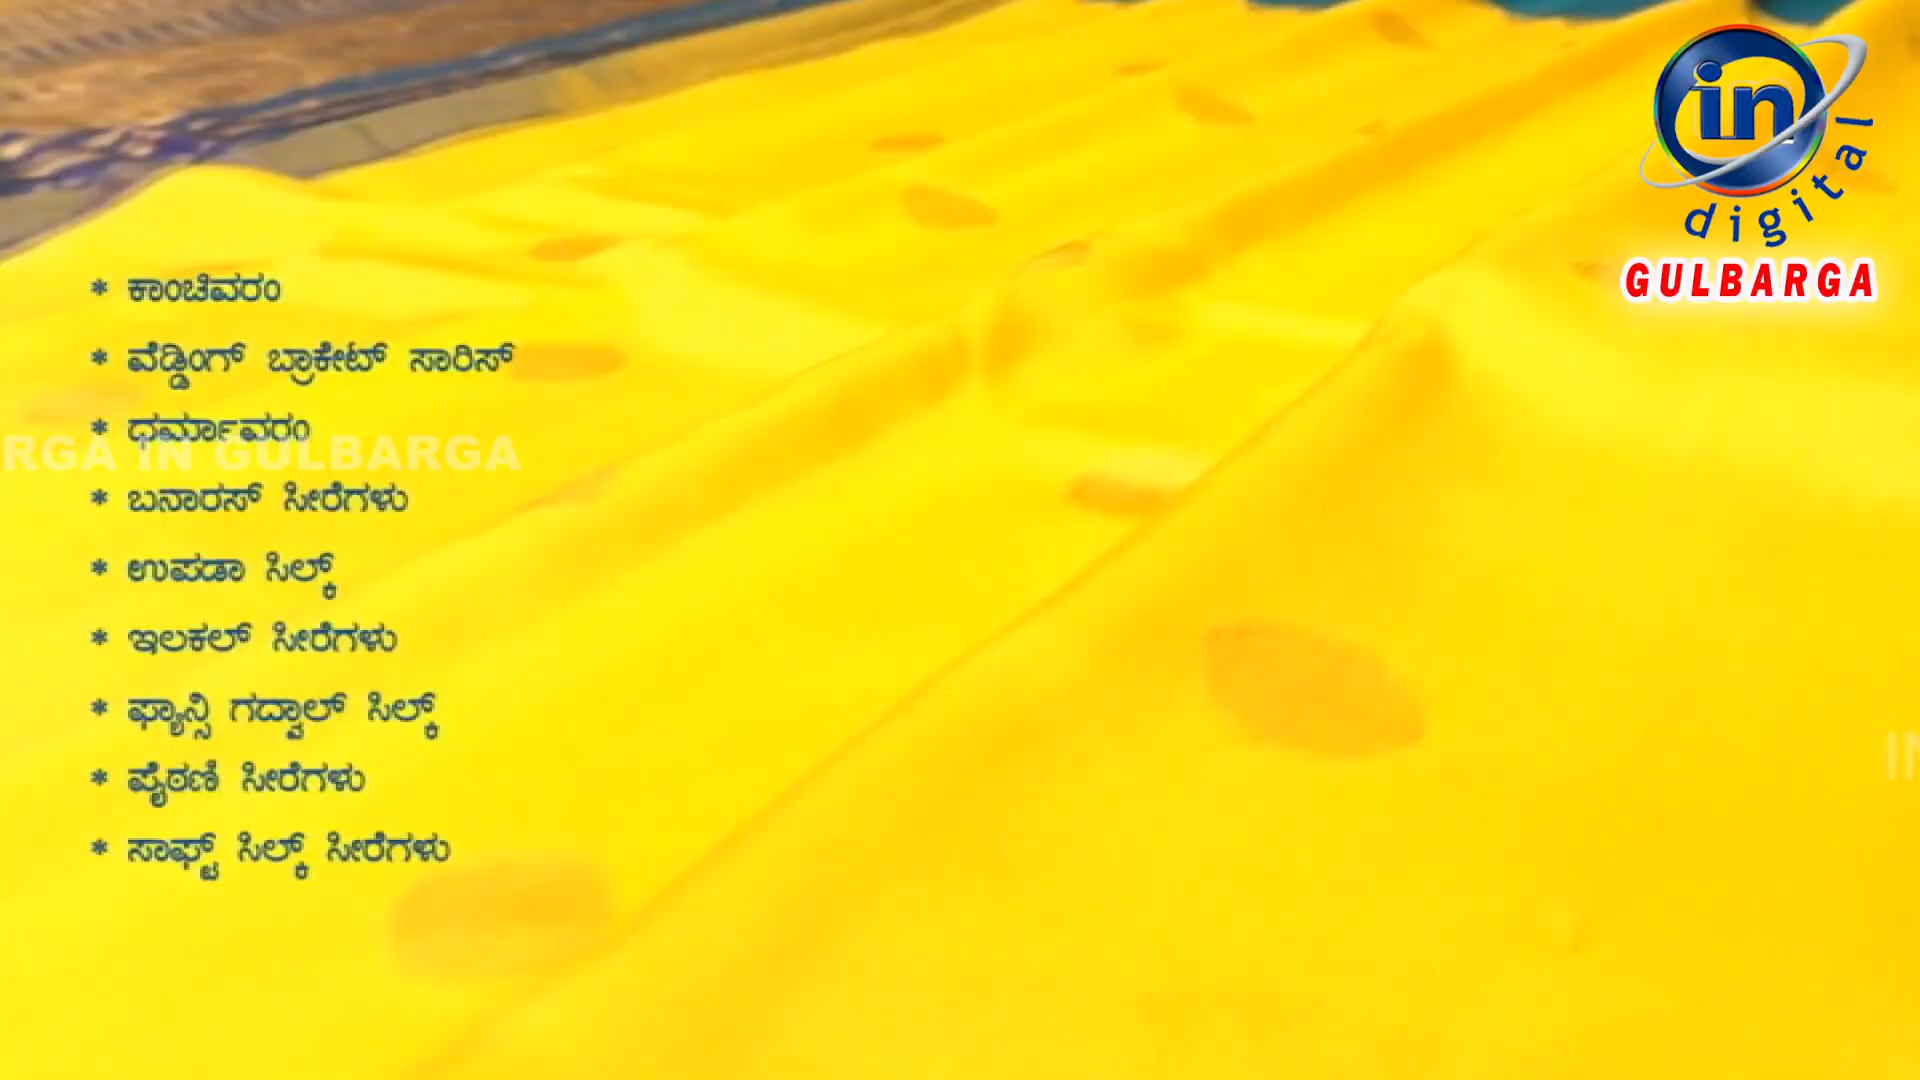 in
digital
GULBARGA
* ಕಾಂಚಿವರಂ
* ವೆಡ್ಡಿಂಗ್ ಬ್ರಾಕೇಟ್ ಸಾರಿಸ್
* ಧರ್ಮಾವರಂ
RGA IN GULBARGA
* ಬನಾರಸ್ ಸೀರೆಗಳು
* ಉಪಡಾ ಸಿಲ್ಕ್
* ಇಲಕಲ್ ಸೀರೆಗಳು
* ಫ್ಯಾನ್ಸಿ ಗದ್ವಾಲ್ ಸಿಲ್ಕ್
IN
* ಪೈಠಣಿ ಸೀರೆಗಳು
* ಸಾಫ್ಟ್ ಸಿಲ್ಕ್ ಸೀರೆಗಳು